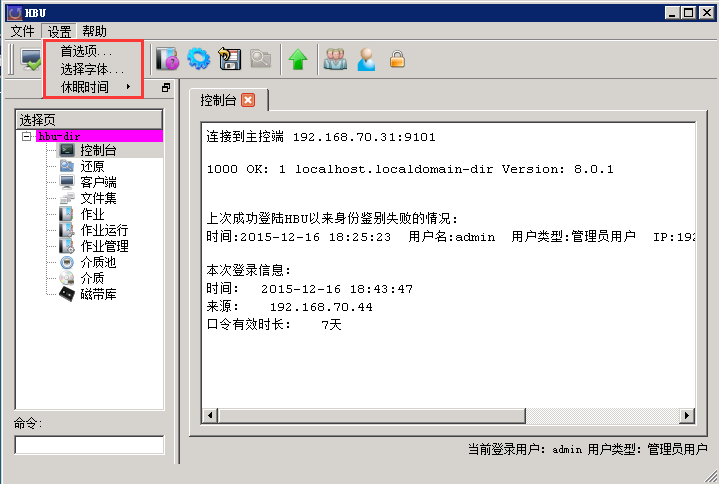 HBU
文件 设置 帮助
首选项...
选择字体...
休眠时间
选择页
hbu-dir
控制台
还原
客户端
文件集
作业
作业运行
作业管理
介质池
介质
磁带库
命令:
控制台
连接到主控端 192.168.70.31:9101
1000 OK: 1 localhost.localdomain-dir Version: 8.0.1
上次成功登陆HBU以来身份鉴别失败的情况:
时间:2015-12-16 18:25:23 用户名:admin 用户类型:管理员用户 IP:192
本次登录信息:
时间: 2015-12-16 18:43:47
来源: 192.168.70.44
口令有效时长: 7天
当前登录用户: admin 用户类型: 管理员用户